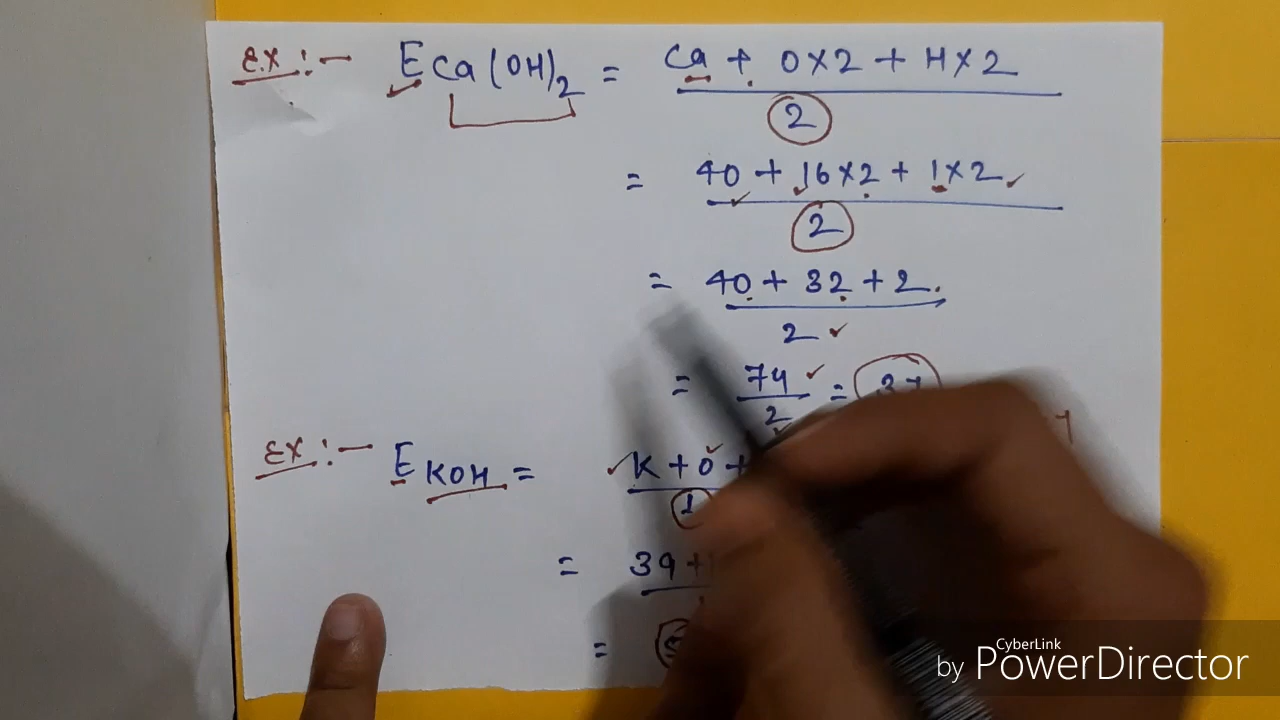 Ex :- E Ca(OH)2 = Ca + O×2 + H×2
2
= 40 + 16×2 + 1×2
2
= 40 + 32 + 2
2
= 74 = 37
2
Ex :- E KOH = K + O +
1
= 39 +
=
CyberLink
by PowerDirector